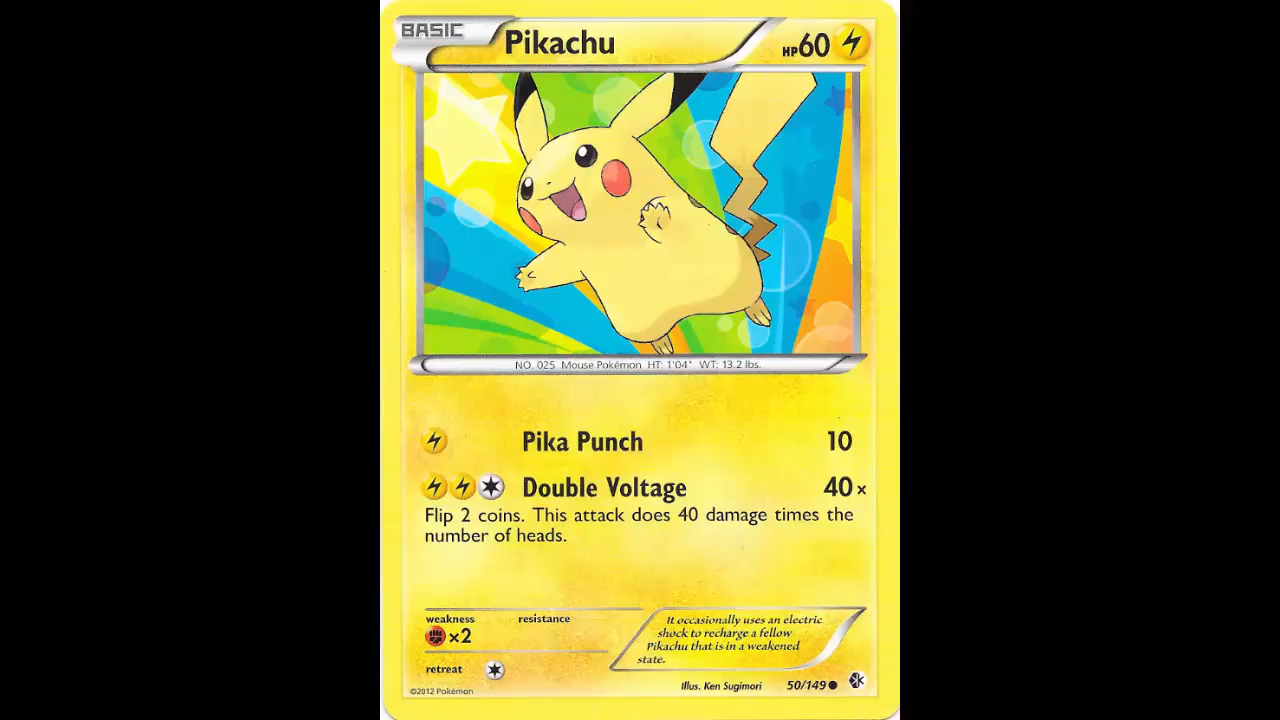 BASIC
Pikachu
HP60
NO. 025 Mouse Pokémon HT: 1'04" WT: 13.2 lbs.
Pika Punch 10
Double Voltage 40×
Flip 2 coins. This attack does 40 damage times the
number of heads.
weakness resistance
×2
retreat
It occasionally uses an electric
shock to recharge a fellow
Pikachu that is in a weakened
state.
Illus. Ken Sugimori 50/149
©2012 Pokémon